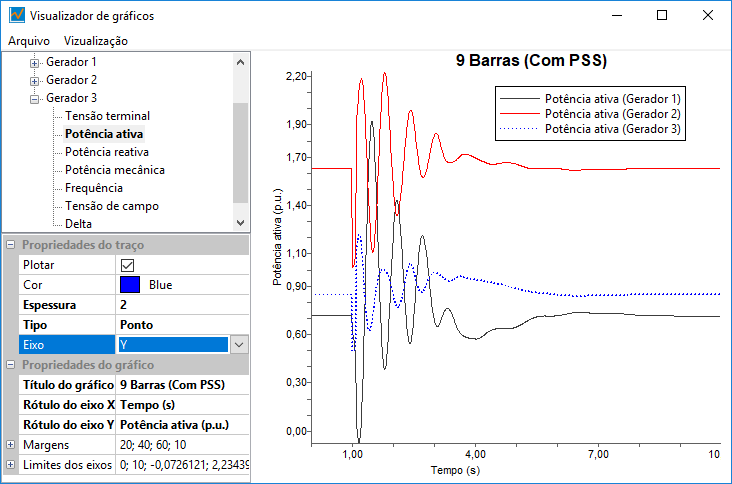 Visualizador de gráficos
Arquivo Vizualização
Gerador 1
Gerador 2
Gerador 3
Tensão terminal
Potência ativa
Potência reativa
Potência mecânica
Frequência
Tensão de campo
Delta
Propriedades do traço
Plotar
Cor Blue
Espessura 2
Tipo Ponto
Eixo Y
Propriedades do gráfico
Título do gráfico 9 Barras (Com PSS)
Rótulo do eixo X Tempo (s)
Rótulo do eixo Y Potência ativa (p.u.)
Margens 20; 40; 60; 10
Limites dos eixos 0; 10; -0,0726121; 2,23439
9 Barras (Com PSS)
Potência ativa (Gerador 1)
Potência ativa (Gerador 2)
Potência ativa (Gerador 3)
Potência ativa (p.u.)
2,20
1,90
1,70
1,40
1,10
0,90
0,60
0,30
0,00
1,00 4,00 7,00 10
Tempo (s)